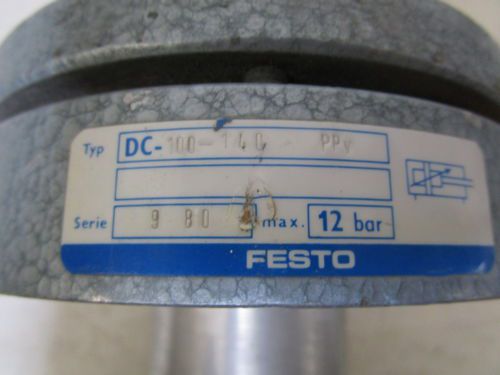 Typ DC-100-140 PPv
Serie 9 80 max. 12 bar
FESTO